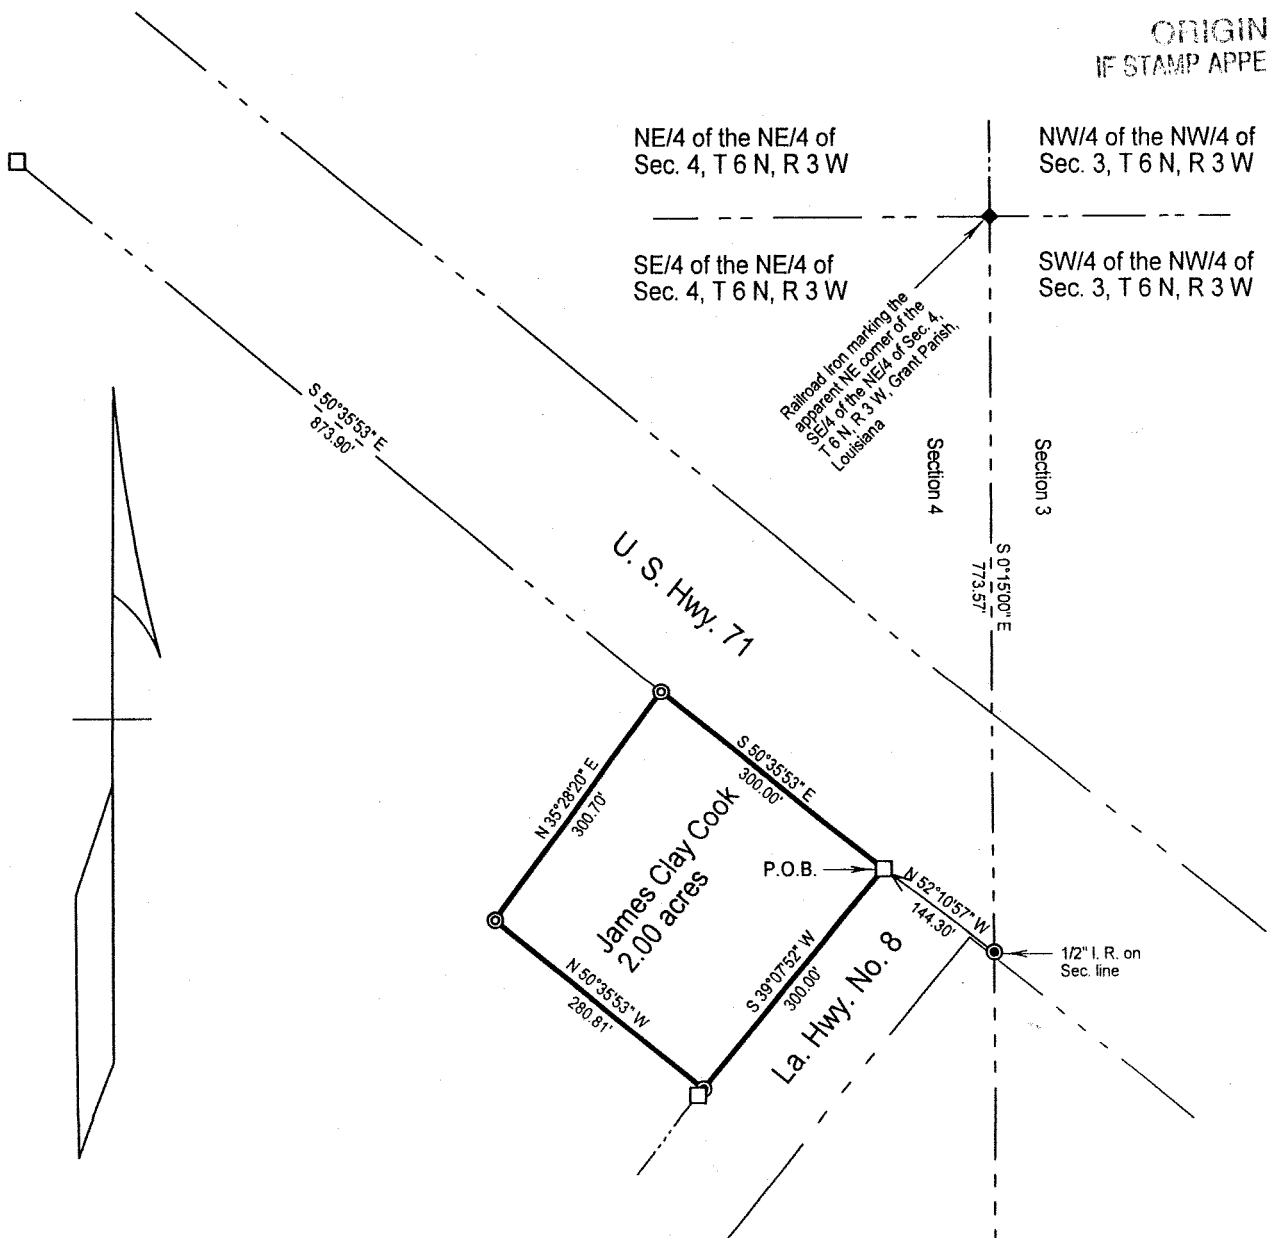 ORIGIN
IF STAMP APPE
NE/4 of the NE/4 of
Sec. 4, T 6 N, R 3 W
NW/4 of the NW/4 of
Sec. 3, T 6 N, R 3 W
SE/4 of the NE/4 of
Sec. 4, T 6 N, R 3 W
SW/4 of the NW/4 of
Sec. 3, T 6 N, R 3 W
Railroad Iron marking the
apparent NE corner of the
SE/4 of the NE/4 of Sec. 4,
T 6 N, R 3 W, Grant Parish,
Louisiana
S 50°35'53" E
873.90'
Section 4
Section 3
S 0°15'00" E
773.57'
U. S. Hwy. 71
S 50°35'53" E
300.00'
N 35°28'20" E
300.70'
James Clay Cook
2.00 acres
P.O.B.
N 52°10'57" W
144.30'
1/2" I. R. on
Sec. line
S 39°07'52" W
300.00'
La. Hwy. No. 8
N 50°35'53" W
280.81'